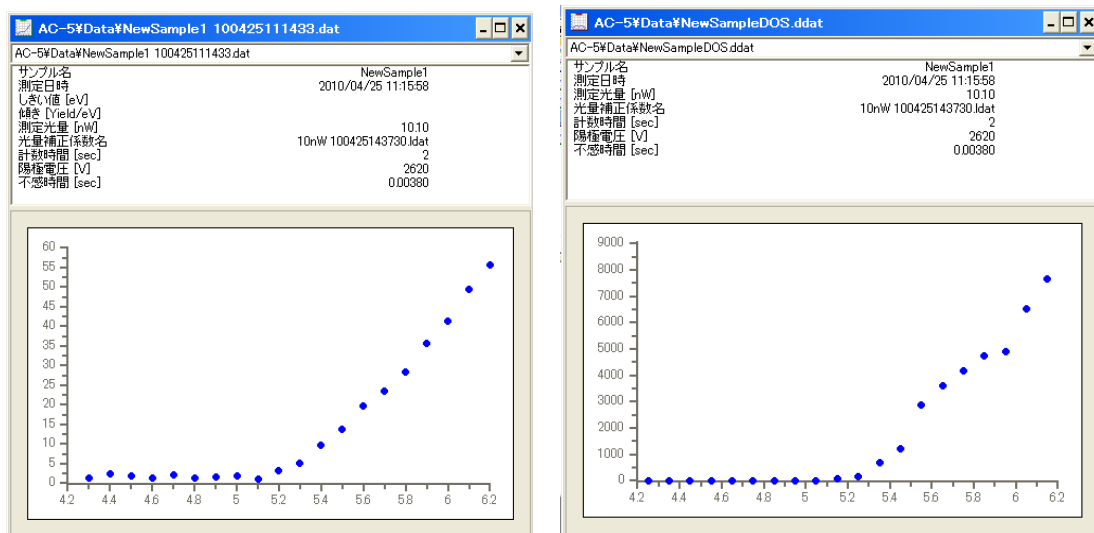 AC-5¥Data¥NewSample1 100425111433.dat
AC-5¥Data¥NewSample1 100425111433.dat
サンプル名 NewSample1
測定日時 2010/04/25 11:15:58
しきい値 [eV]
傾き [Yield/eV]
測定光量 [nW] 10.10
光量補正係数名 10nW 100425143730.ldat
計数時間 [sec] 2
陽極電圧 [V] 2620
不感時間 [sec] 0.00380
60
55
50
45
40
35
30
25
20
15
10
5
0
4.2 4.4 4.6 4.8 5 5.2 5.4 5.6 5.8 6 6.2
AC-5¥Data¥NewSampleDOS.ddat
AC-5¥Data¥NewSampleDOS.ddat
サンプル名 NewSample1
測定日時 2010/04/25 11:15:58
測定光量 [nW] 10.10
光量補正係数名 10nW 100425143730.ldat
計数時間 [sec] 2
陽極電圧 [V] 2620
不感時間 [sec] 0.00380
9000
8000
7000
6000
5000
4000
3000
2000
1000
0
4.2 4.4 4.6 4.8 5 5.2 5.4 5.6 5.8 6 6.2